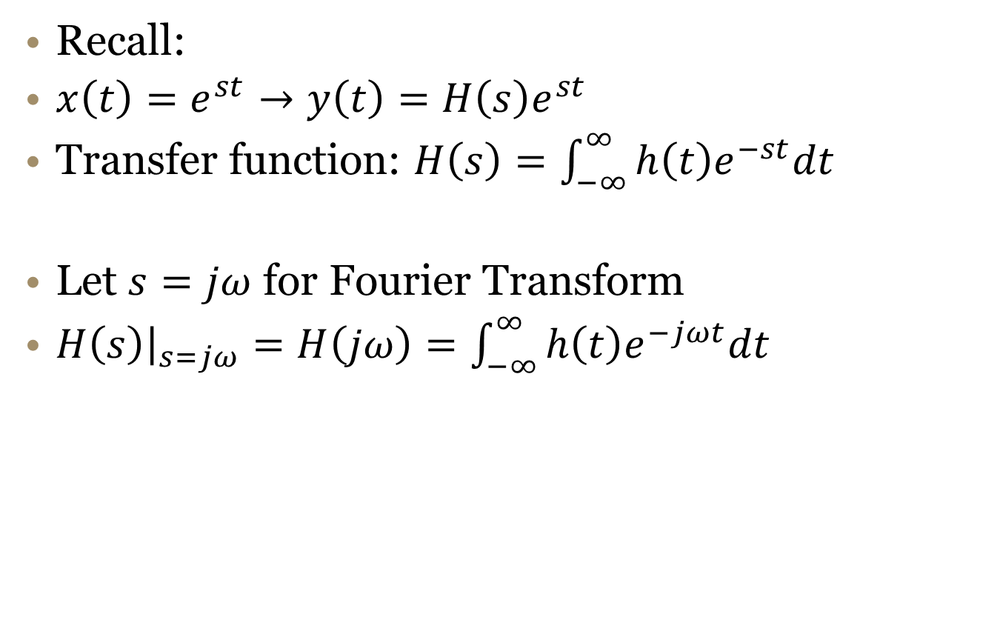 • Recall:
• x(t) = e^{st} → y(t) = H(s)e^{st}
• Transfer function: H(s) = ∫_{−∞}^{∞} h(t)e^{−st}dt
• Let s = jω for Fourier Transform
• H(s)|_{s=jω} = H(jω) = ∫_{−∞}^{∞} h(t)e^{−jωt}dt